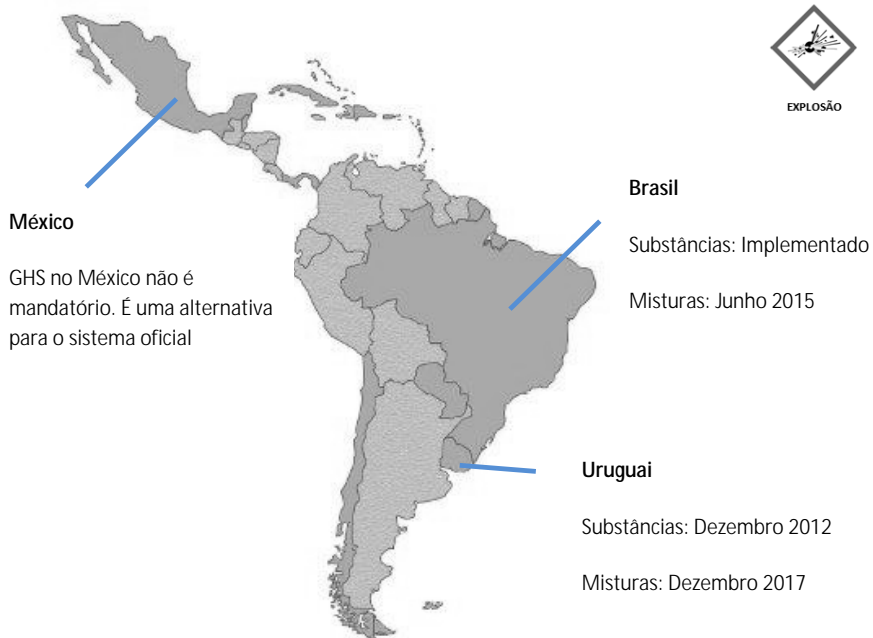 EXPLOSÃO
México
GHS no México não é
mandatório. É uma alternativa
para o sistema oficial
Brasil
Substâncias: Implementado
Misturas: Junho 2015
Uruguai
Substâncias: Dezembro 2012
Misturas: Dezembro 2017